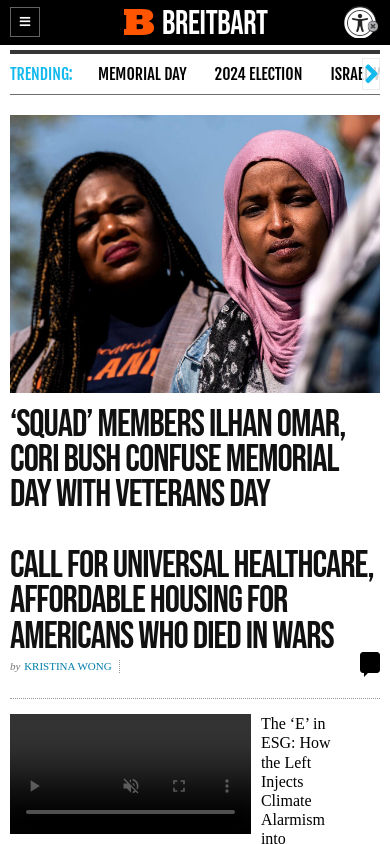 BREITBART
TRENDING:
MEMORIAL DAY
2024 ELECTION
‘SQUAD’ MEMBERS ILHAN OMAR,
CORI BUSH CONFUSE MEMORIAL
DAY WITH VETERANS DAY
CALL FOR UNIVERSAL HEALTHCARE,
AFFORDABLE HOUSING FOR
AMERICANS WHO DIED IN WARS
by KRISTINA WONG
The ‘E’ in
ESG: How
the Left
Injects
Climate
Alarmism
into